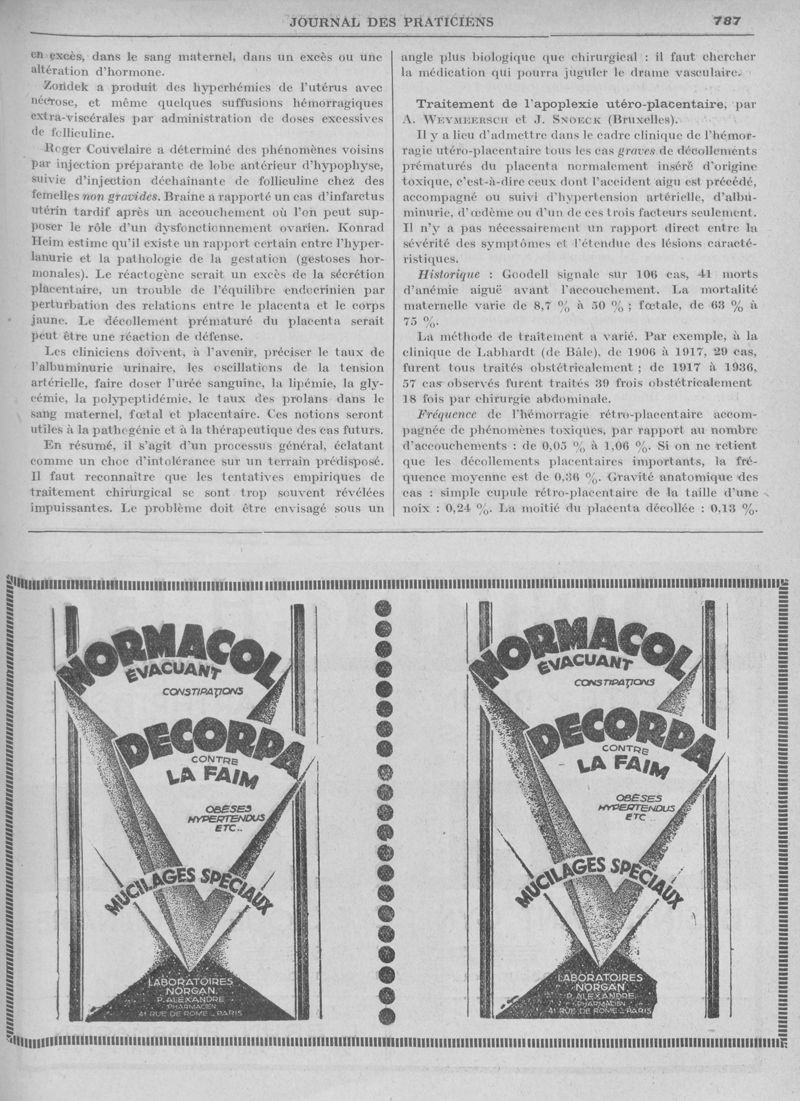 JOURNAL DES PRATICIENS 787
en excès, dans le sang maternel, dans un excès ou une
altération d'hormone.
Zondek a produit des hyperhémies de l'utérus avec
nécrose, et même quelques suffusions hémorragiques
extra-viscérales par administration de doses excessives
de folliculine.
Roger Couvelaire a déterminé des phénomènes voisins
par injection préparante de lobe antérieur d'hypophyse,
suivie d'injection déchaînante de folliculine chez des
femelles non gravides. Braine a rapporté un cas d'infarctus
utérin tardif après un accouchement où l'on peut sup-
poser le rôle d'un dysfonctionnement ovarien. Konrad
Heim estime qu'il existe un rapport certain entre l'hyper-
lanurie et la pathologie de la gestation (gestoses hor-
monales). Le réactogène serait un excès de la sécrétion
placentaire, un trouble de l'équilibre endocrinien par
perturbation des relations entre le placenta et le corps
jaune. Le décollement prématuré du placenta serait
peut être une réaction de défense.
Les cliniciens doivent, à l'avenir, préciser le taux de
l'albuminurie urinaire, les oscillations de la tension
artérielle, faire doser l'urée sanguine, la lipémie, la gly-
cémie, la polypeptidémie, le taux des prolans dans le
sang maternel, fœtal et placentaire. Ces notions seront
utiles à la pathogénie et à la thérapeutique des cas futurs.
En résumé, il s'agit d'un processus général, éclatant
comme un choc d'intolérance sur un terrain prédisposé.
Il faut reconnaître que les tentatives empiriques de
traitement chirurgical se sont trop souvent révélées
impuissantes. Le problème doit être envisagé sous un
angle plus biologique que chirurgical : il faut chercher
la médication qui pourra juguler le drame vasculaire.
Traitement de l'apoplexie utéro-placentaire, par
A. WEYMEERSCH et J. SNOECK (Bruxelles).
Il y a lieu d'admettre dans le cadre clinique de l'hémor-
ragie utéro-placentaire tous les cas graves de décollements
prématurés du placenta normalement inséré d'origine
toxique, c'est-à-dire ceux dont l'accident aigu est précédé,
accompagné ou suivi d'hypertension artérielle, d'albu-
minurie, d'œdème ou d'un de ces trois facteurs seulement.
Il n'y a pas nécessairement un rapport direct entre la
sévérité des symptômes et l'étendue des lésions caracté-
ristiques.
Historique : Goodell signale sur 106 cas, 41 morts
d'anémie aiguë avant l'accouchement. La mortalité
maternelle varie de 8,7 % à 50 % ; fœtale, de 63 % à
75 %.
La méthode de traitement a varié. Par exemple, à la
clinique de Labhardt (de Bâle), de 1906 à 1917, 29 cas,
furent tous traités obstétricalement ; de 1917 à 1936,
57 cas observés furent traités 39 frois obstétricalement
18 fois par chirurgie abdominale.
Fréquence de l'hémorragie rétro-placentaire accom-
pagnée de phénomènes toxiques, par rapport au nombre
d'accouchements : de 0,05 % à 1,06 %. Si on ne retient
que les décollements placentaires importants, la fré-
quence moyenne est de 0,36 %. Gravité anatomique des
cas : simple cupule rétro-placentaire de la taille d'une
noix : 0,24 %. La moitié du placenta décollée : 0,13 %.
NORMACOL
ÉVACUANT
CONSTIPATIONS
DECORPA
CONTRE
LA FAIM
OBÈSES
HYPERTENDUS
ETC..
MUCILAGES SPÉCIAUX
LABORATOIRES
NORGAN.
P. ALEXANDRE
PHARMACIEN
41 RUE DE ROME - PARIS
NORMACOL
ÉVACUANT
CONSTIPATIONS
DECORPA
CONTRE
LA FAIM
OBÈSES
HYPERTENDUS
ETC..
MUCILAGES SPÉCIAUX
LABORATOIRES
NORGAN
P. ALEXANDRE
PHARMACIEN
41 RUE DE ROME - PARIS